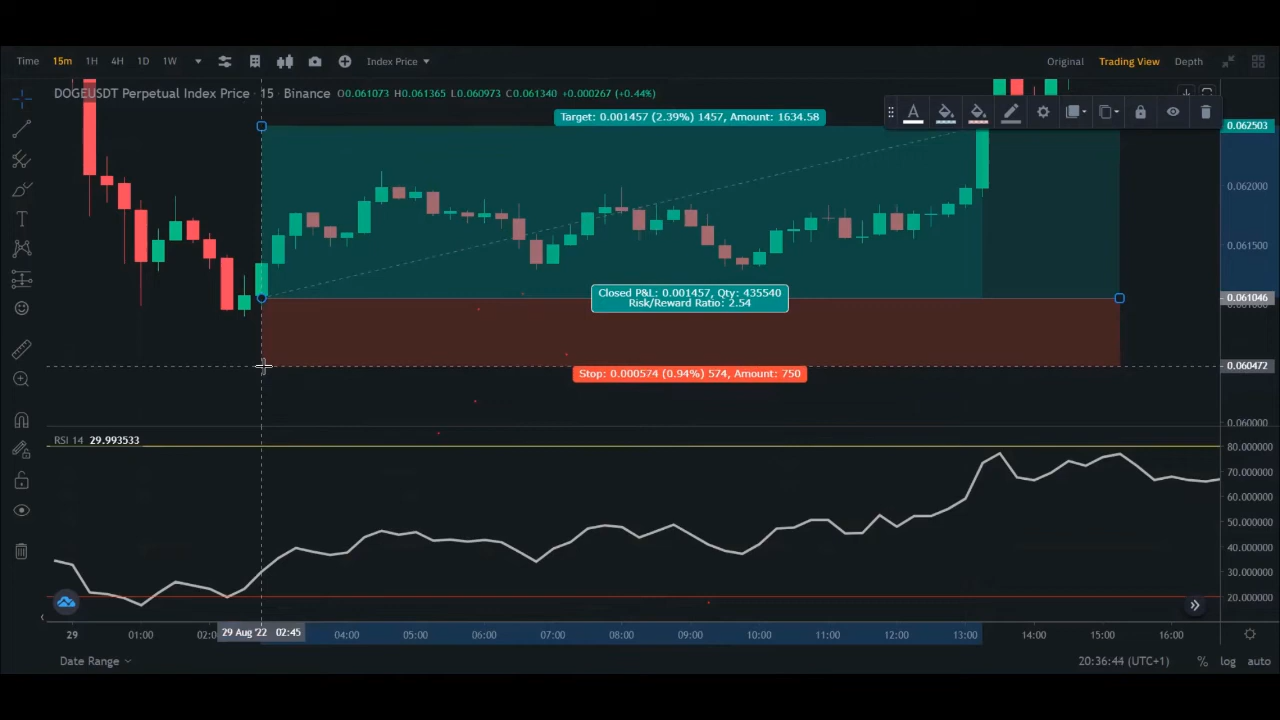 Time 15m 1H 4H 1D 1W Index Price Original Trading View Depth
DOGEUSDT Perpetual Index Price · 15 · Binance O0.061073 H0.061365 L0.060973 C0.061340 +0.000267 (+0.44%)
Target: 0.001457 (2.39%) 1457, Amount: 1634.58
0.062503
0.062000
0.061500
Closed P&L: 0.001457, Qty: 435540
Risk/Reward Ratio: 2.54
0.061046
Stop: 0.000574 (0.94%) 574, Amount: 750
0.060472
0.060000
RSI 14 29.993533
80.000000
70.000000
60.000000
50.000000
40.000000
30.000000
20.000000
29 01:00 29 Aug '22 02:45 04:00 05:00 06:00 07:00 08:00 09:00 10:00 11:00 12:00 13:00 14:00 15:00 16:00
Date Range 20:36:44 (UTC+1) % log auto